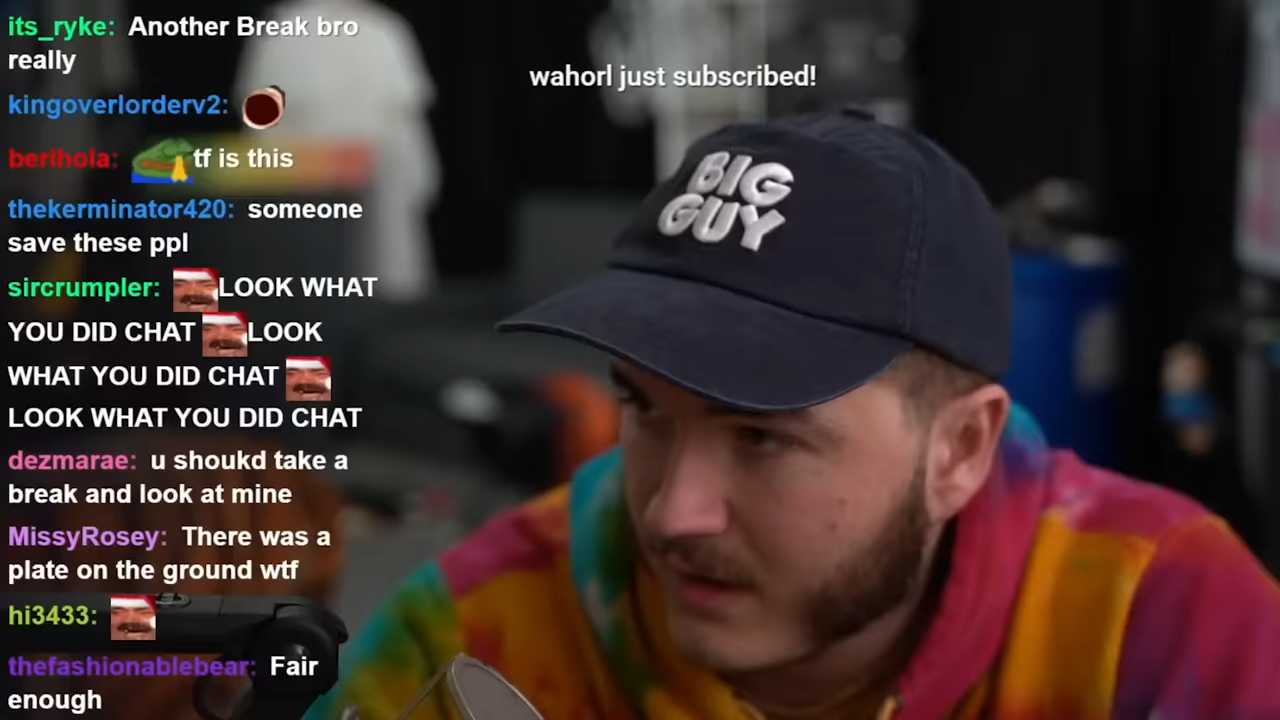 its_ryke: Another Break bro
really
wahorl just subscribed!
kingoverlorderv2:
berihola: tf is this
thekerminator420: someone
save these ppl
sircrumpler: LOOK WHAT
YOU DID CHAT LOOK
WHAT YOU DID CHAT
LOOK WHAT YOU DID CHAT
dezmarae: u shoukd take a
break and look at mine
MissyRosey: There was a
plate on the ground wtf
hi3433:
thefashionablebear: Fair
enough
BIG
GUY